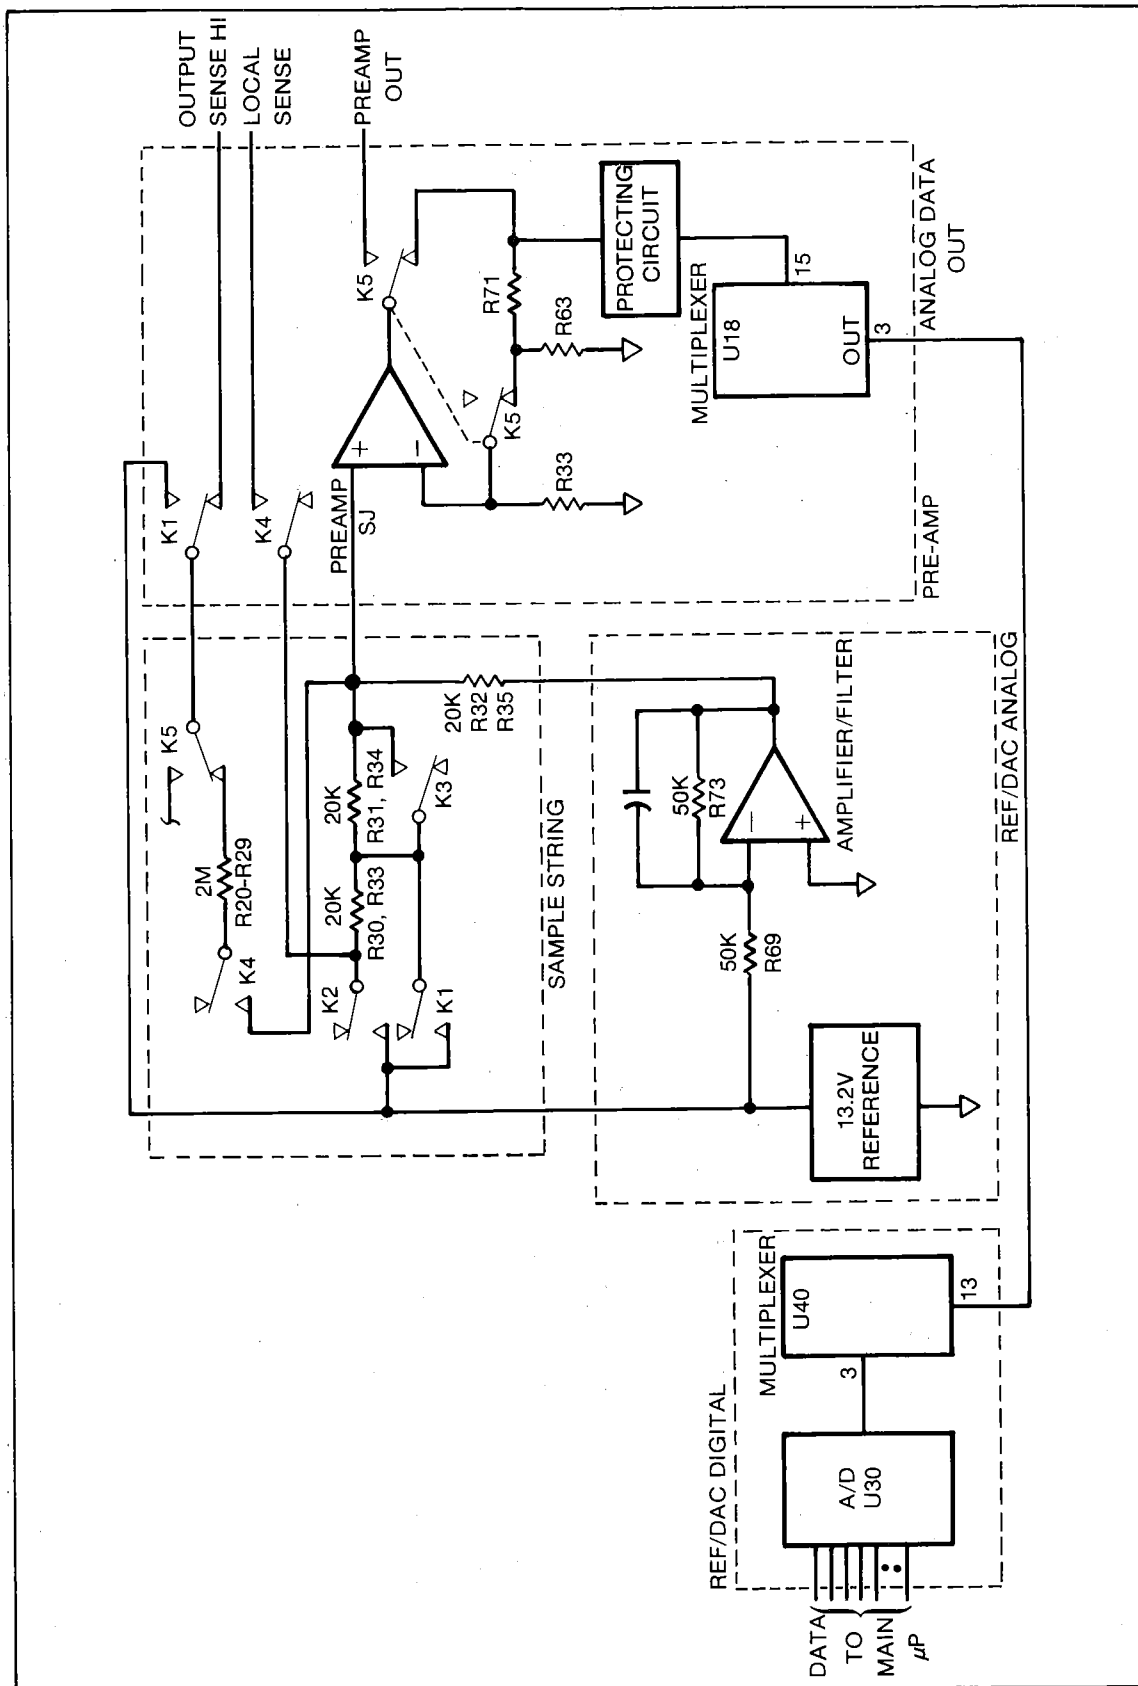 OUTPUT
SENSE HI
LOCAL
SENSE
PREAMP
OUT
K1
K4
K5
K5
PREAMP
SJ
+
−
K5
R71
R63
R33
PROTECTING
CIRCUIT
MULTIPLEXER
U18
15
OUT
3
ANALOG DATA
OUT
PRE-AMP
2M
R20-R29
K4
20K
R31, R34
20K
R30, R33
K3
K2
K1
20K
R32
R35
SAMPLE STRING
50K
R73
−
+
AMPLIFIER/FILTER
50K
R69
13.2V
REFERENCE
REF/DAC ANALOG
REF/DAC DIGITAL
MULTIPLEXER
U40
13
3
A/D
U30
DATA
TO
MAIN
µP